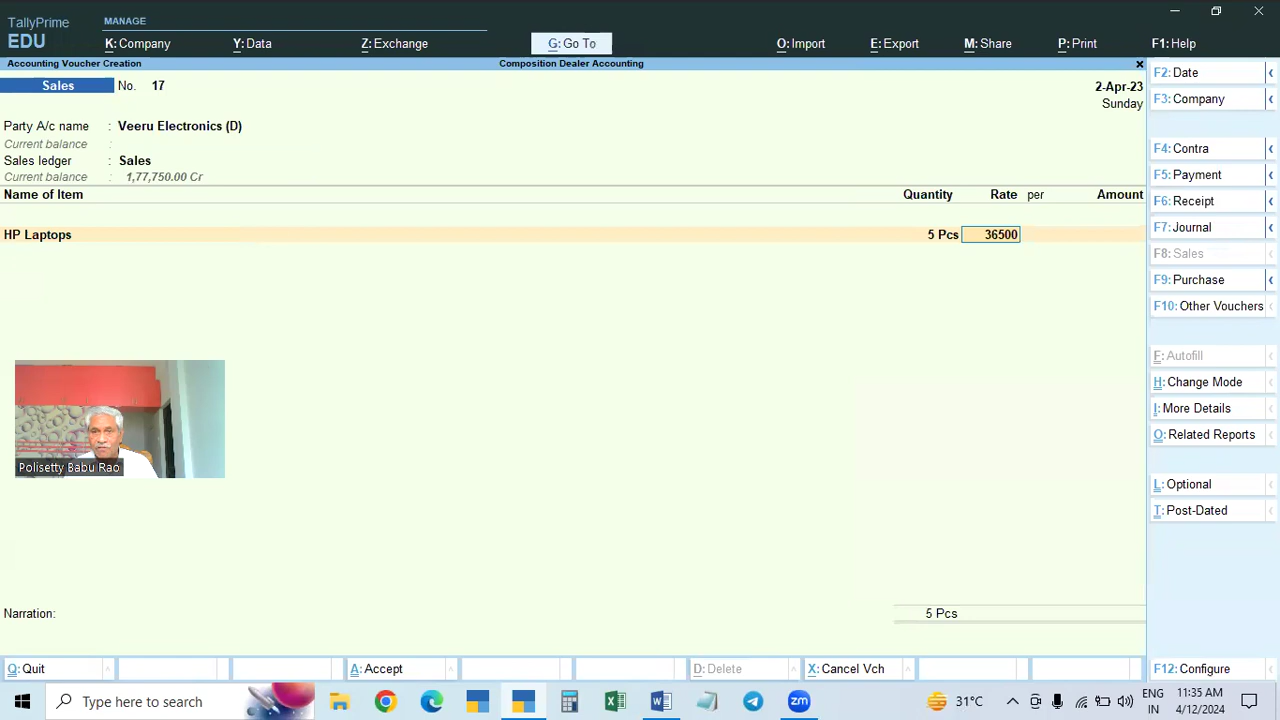 TallyPrime
EDU
MANAGE
K: Company
Y: Data
Z: Exchange
G: Go To
O: Import
E: Export
M: Share
P: Print
F1: Help
Accounting Voucher Creation
Composition Dealer Accounting
Sales
No. 17
2-Apr-23
Sunday
Party A/c name : Veeru Electronics (D)
Current balance :
Sales ledger : Sales
Current balance : 1,77,750.00 Cr
Name of Item Quantity Rate per Amount
HP Laptops 5 Pcs 36500
Polisetty Babu Rao
Narration:
5 Pcs
F2: Date
F3: Company
F4: Contra
F5: Payment
F6: Receipt
F7: Journal
F8: Sales
F9: Purchase
F10: Other Vouchers
F: Autofill
H: Change Mode
I: More Details
O: Related Reports
L: Optional
T: Post-Dated
Q: Quit
A: Accept
D: Delete
X: Cancel Vch
F12: Configure
Type here to search
31°C
ENG
IN
11:35 AM
4/12/2024